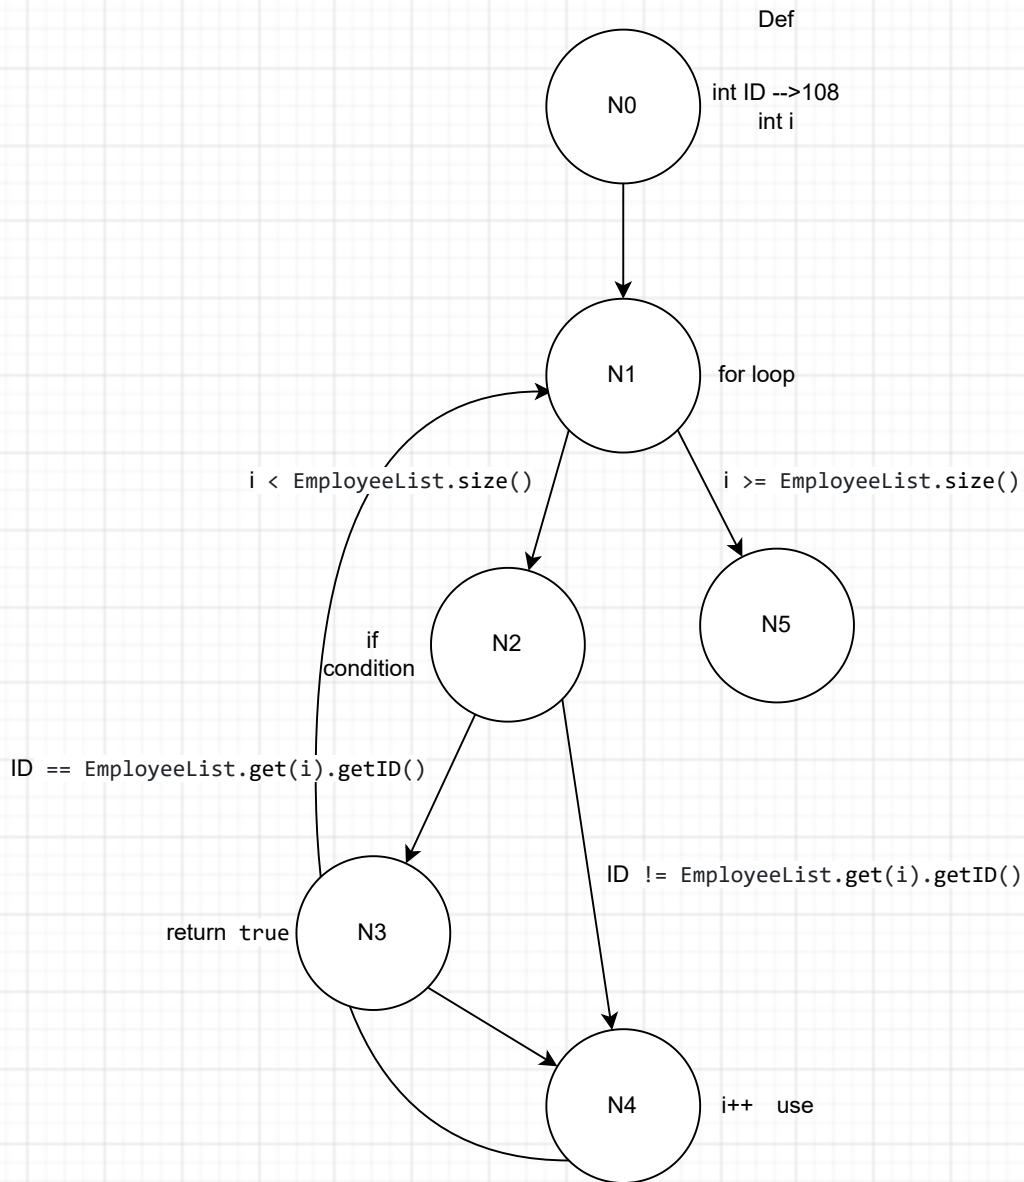 Def
N0
int ID -->108
int i
N1
for loop
i < EmployeeList.size()
i >= EmployeeList.size()
N2
if
condition
N5
ID == EmployeeList.get(i).getID()
ID != EmployeeList.get(i).getID()
return true
N3
N4
i++ use